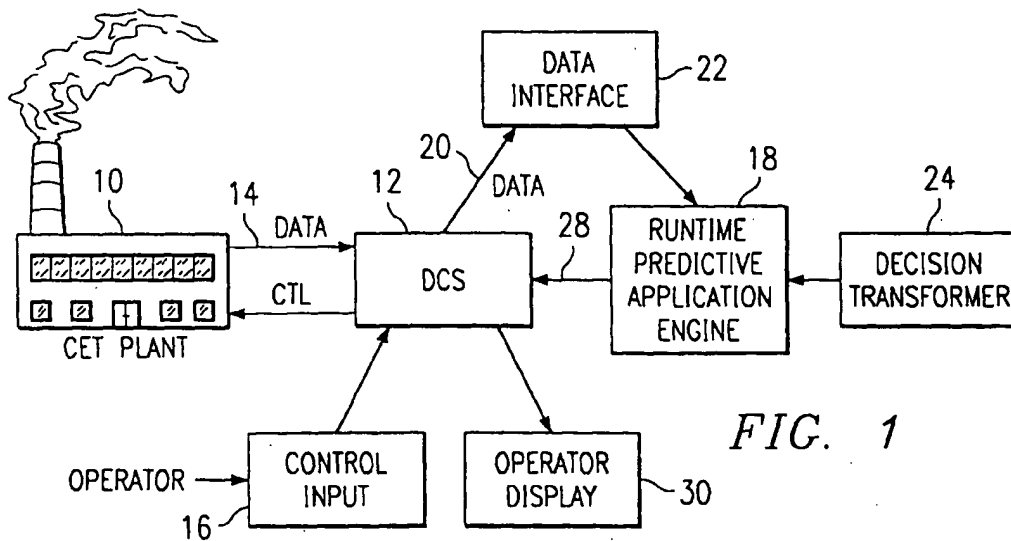 DATA
INTERFACE
22
20
DATA
10
14
DATA
12
18
24
DCS
28
RUNTIME
PREDICTIVE
APPLICATION
ENGINE
DECISION
TRANSFORMER
CTL
CET PLANT
FIG. 1
OPERATOR
CONTROL
INPUT
16
OPERATOR
DISPLAY
30